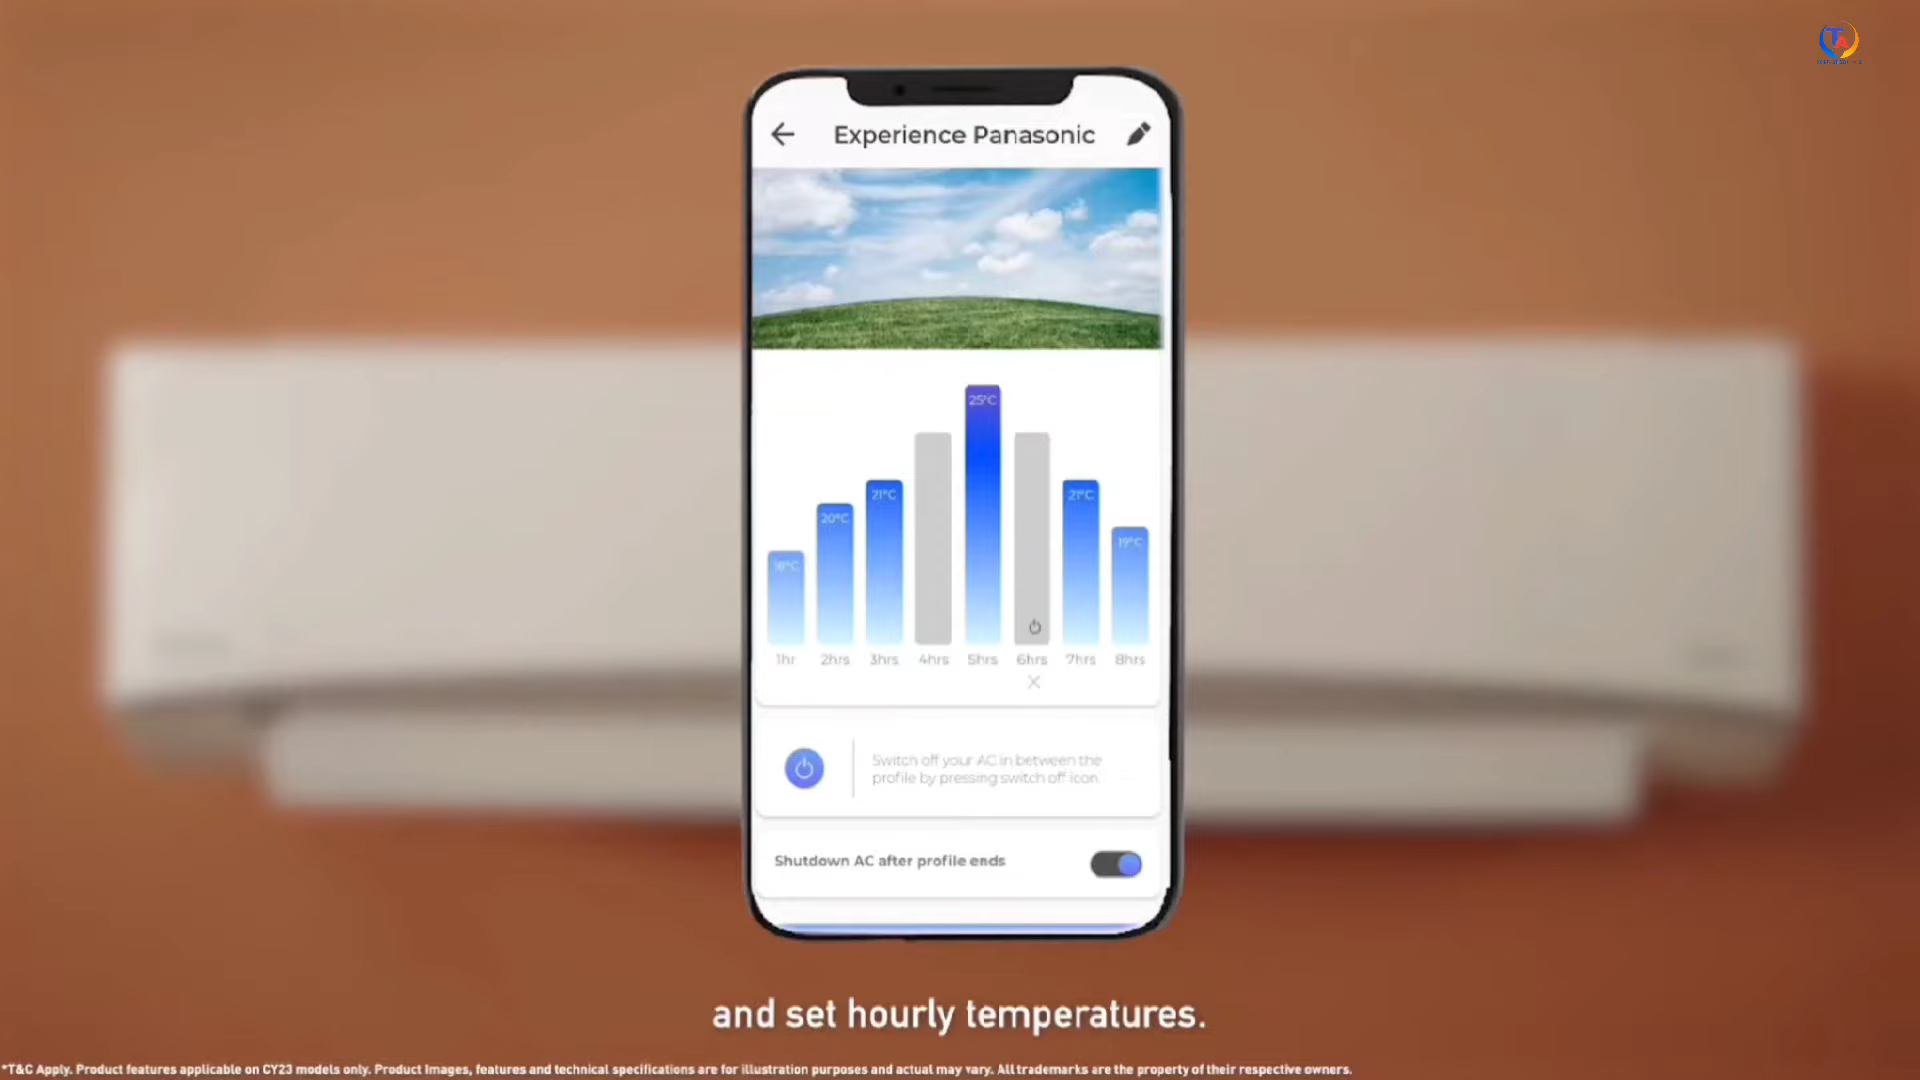 TA
Experience Panasonic
25°C
21°C
21°C
20°C
19°C
18°C
1hr 2hrs 3hrs 4hrs 5hrs 6hrs 7hrs 8hrs
Switch off your AC in between the
profile by pressing switch off icon.
Shutdown AC after profile ends
and set hourly temperatures.
*T&C Apply. Product features applicable on CY23 models only. Product Images, features and technical specifications are for illustration purposes and actual may vary. All trademarks are the property of their respective owners.